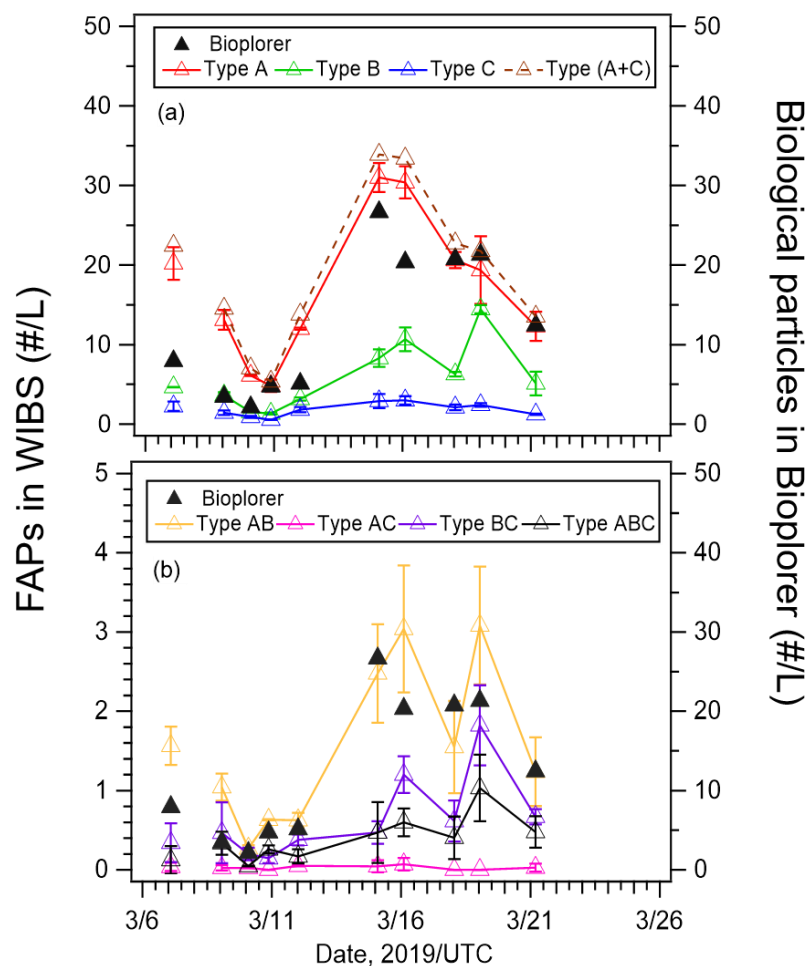 FAPs in WIBS (#/L)
Biological particles in Bioplorer (#/L)
50
40
30
20
10
0
50
40
30
20
10
0
Bioplorer
Type A Type B Type C Type (A+C)
(a)
5
4
3
2
1
0
50
40
30
20
10
0
Bioplorer
Type AB Type AC Type BC Type ABC
(b)
3/6 3/11 3/16 3/21 3/26
Date, 2019/UTC